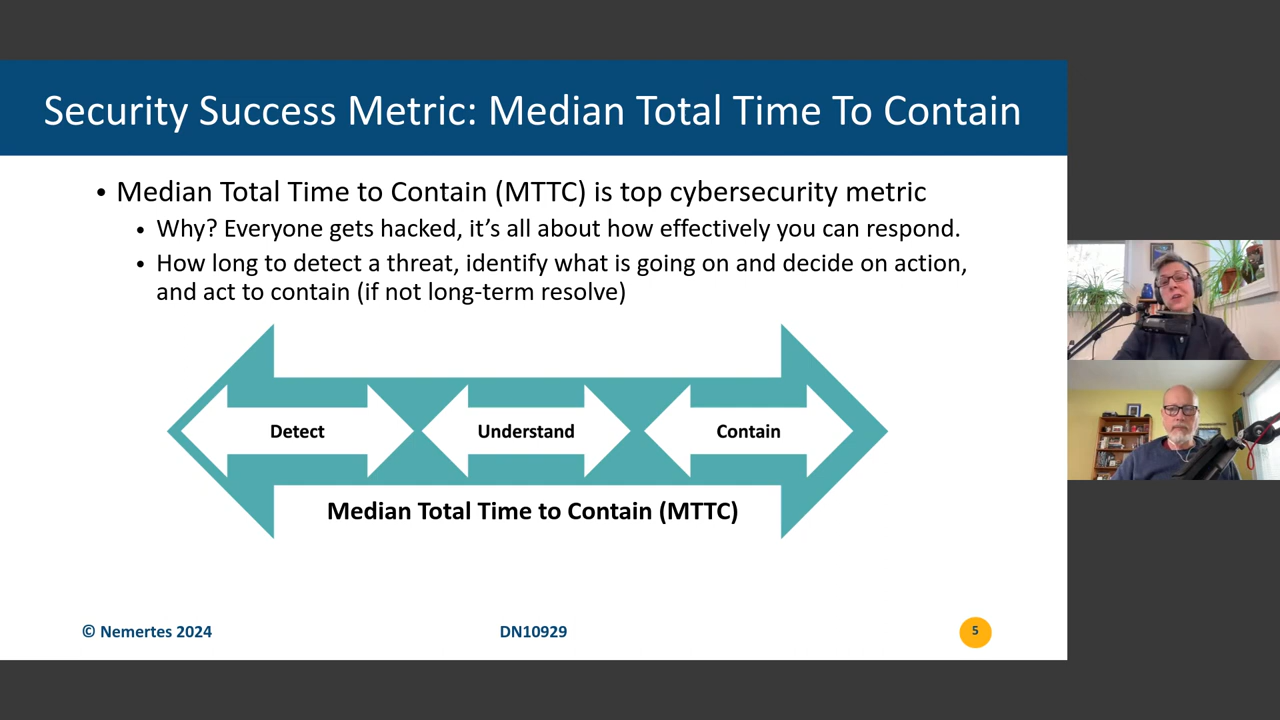 Security Success Metric: Median Total Time To Contain
• Median Total Time to Contain (MTTC) is top cybersecurity metric
• Why? Everyone gets hacked, it’s all about how effectively you can respond.
• How long to detect a threat, identify what is going on and decide on action,
and act to contain (if not long-term resolve)
Detect
Understand
Contain
Median Total Time to Contain (MTTC)
© Nemertes 2024
DN10929
5